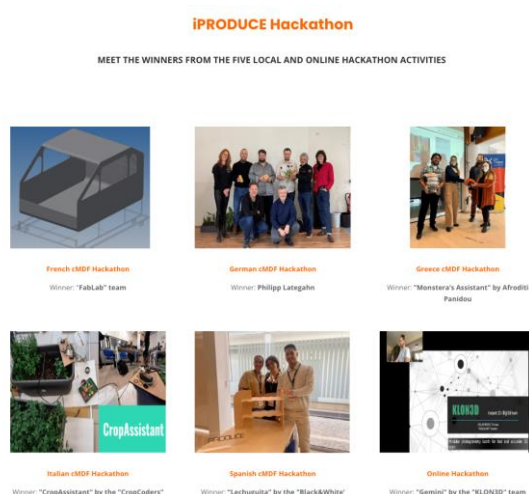 iPRODUCE Hackathon
MEET THE WINNERS FROM THE FIVE LOCAL AND ONLINE HACKATHON ACTIVITIES
French cMDF Hackathon
Winner: "FabLab" team
German cMDF Hackathon
Winner: Philipp Lategahn
Greece cMDF Hackathon
Winner: "Monstera's Assistant" by Afroditi
Panidou
CropAssistant
KLON3D
Italian cMDF Hackathon
Winner: "CropAssistant" by the "CropCoders"
Spanish cMDF Hackathon
Winner: "Lechuguita" by the "Black&White"
Online Hackathon
Winner: "Gemini" by the "KLON3D" team